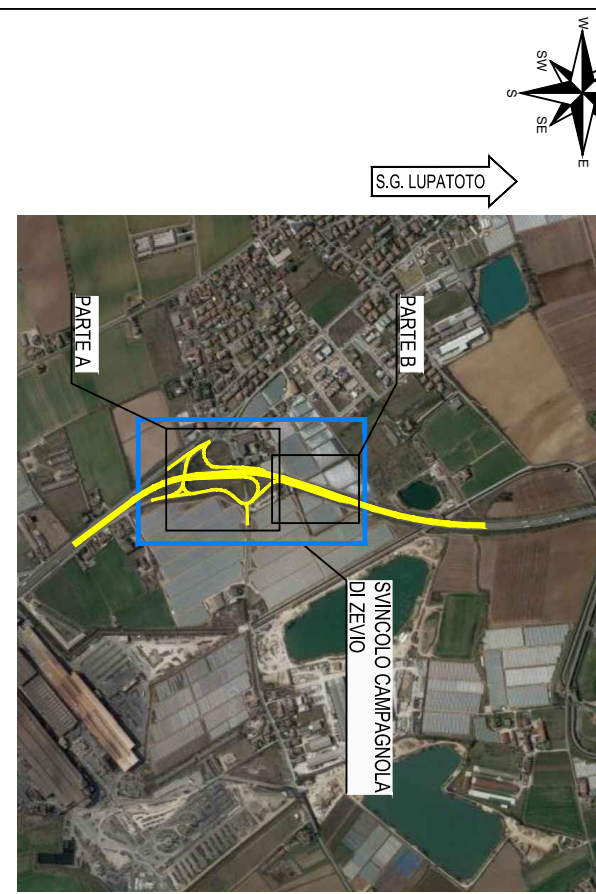 W
SW
S
SE
E
S.G. LUPATOTO
PARTE B
PARTE A
SVINCOLO CAMPAGNOLA
DI ZEVIO